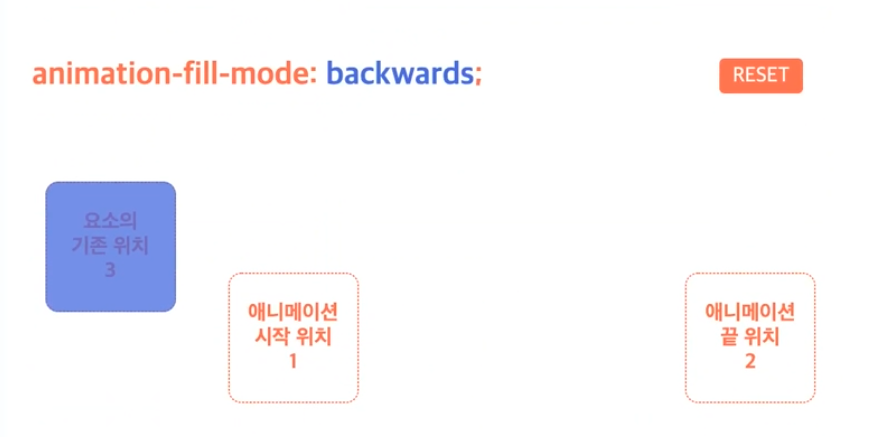 animation-fill-mode: backwards;
RESET
요소의
기존 위치
3
애니메이션
시작 위치
1
애니메이션
끝 위치
2